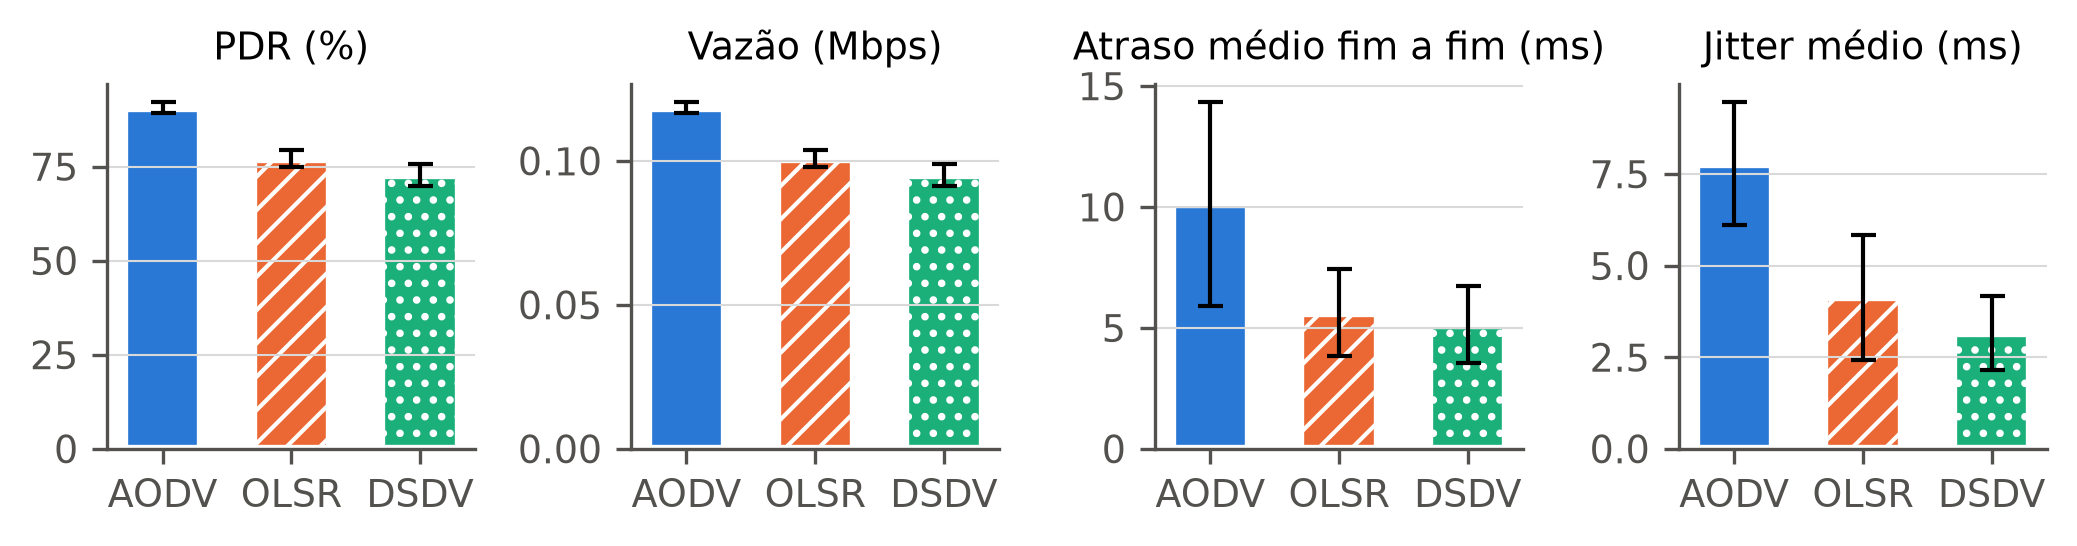 PDR (%)
75
50
25
0
AODV OLSR DSDV
Vazão (Mbps)
0.10
0.05
0.00
AODV OLSR DSDV
Atraso médio fim a fim (ms)
15
10
5
0
AODV OLSR DSDV
Jitter médio (ms)
7.5
5.0
2.5
0.0
AODV OLSR DSDV